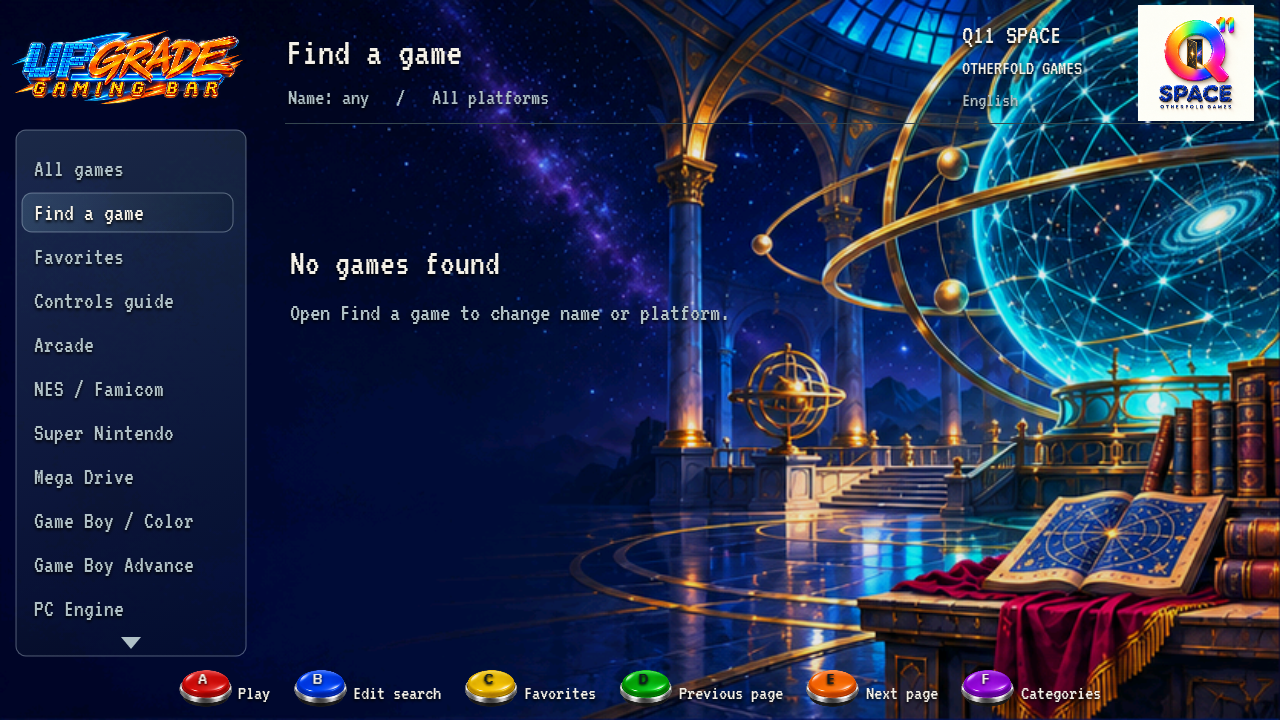 UPGRADE
GAMING BAR
Find a game
Name: any / All platforms
Q11 SPACE
OTHERFOLD GAMES
English
11
Q
SPACE
OTHERFOLD GAMES
All games
Find a game
Favorites
Controls guide
Arcade
NES / Famicom
Super Nintendo
Mega Drive
Game Boy / Color
Game Boy Advance
PC Engine
No games found
Open Find a game to change name or platform.
A Play
B Edit search
C Favorites
D Previous page
E Next page
F Categories